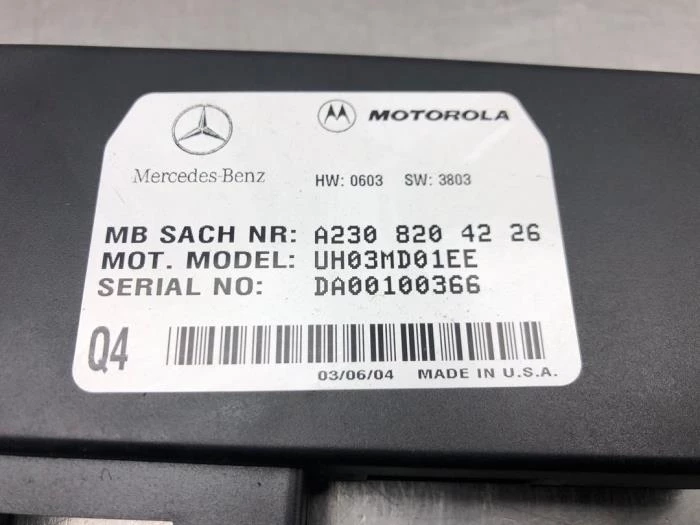 MOTOROLA
Mercedes-Benz
HW: 0603 SW: 3803
MB SACH NR: A230 820 42 26
MOT. MODEL: UH03MD01EE
SERIAL NO: DA00100366
Q4
03/06/04 MADE IN U.S.A.